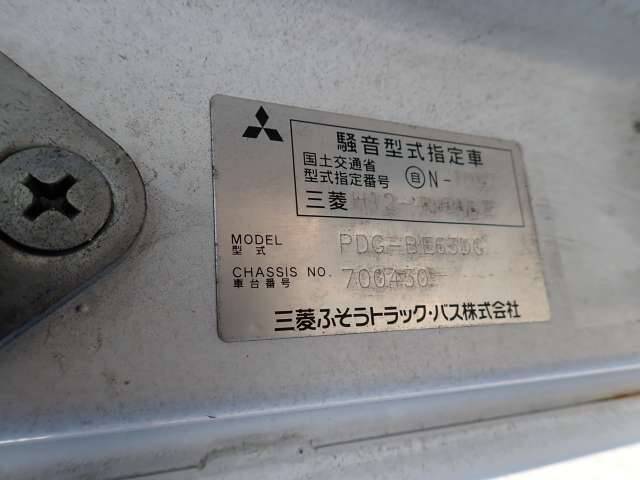 騒音型式指定車
国土交通省
型式指定番号 自 N-
三菱
MODEL PDG-BE63DG
型式
CHASSIS NO. 700430
車台番号
三菱ふそうトラック・バス株式会社